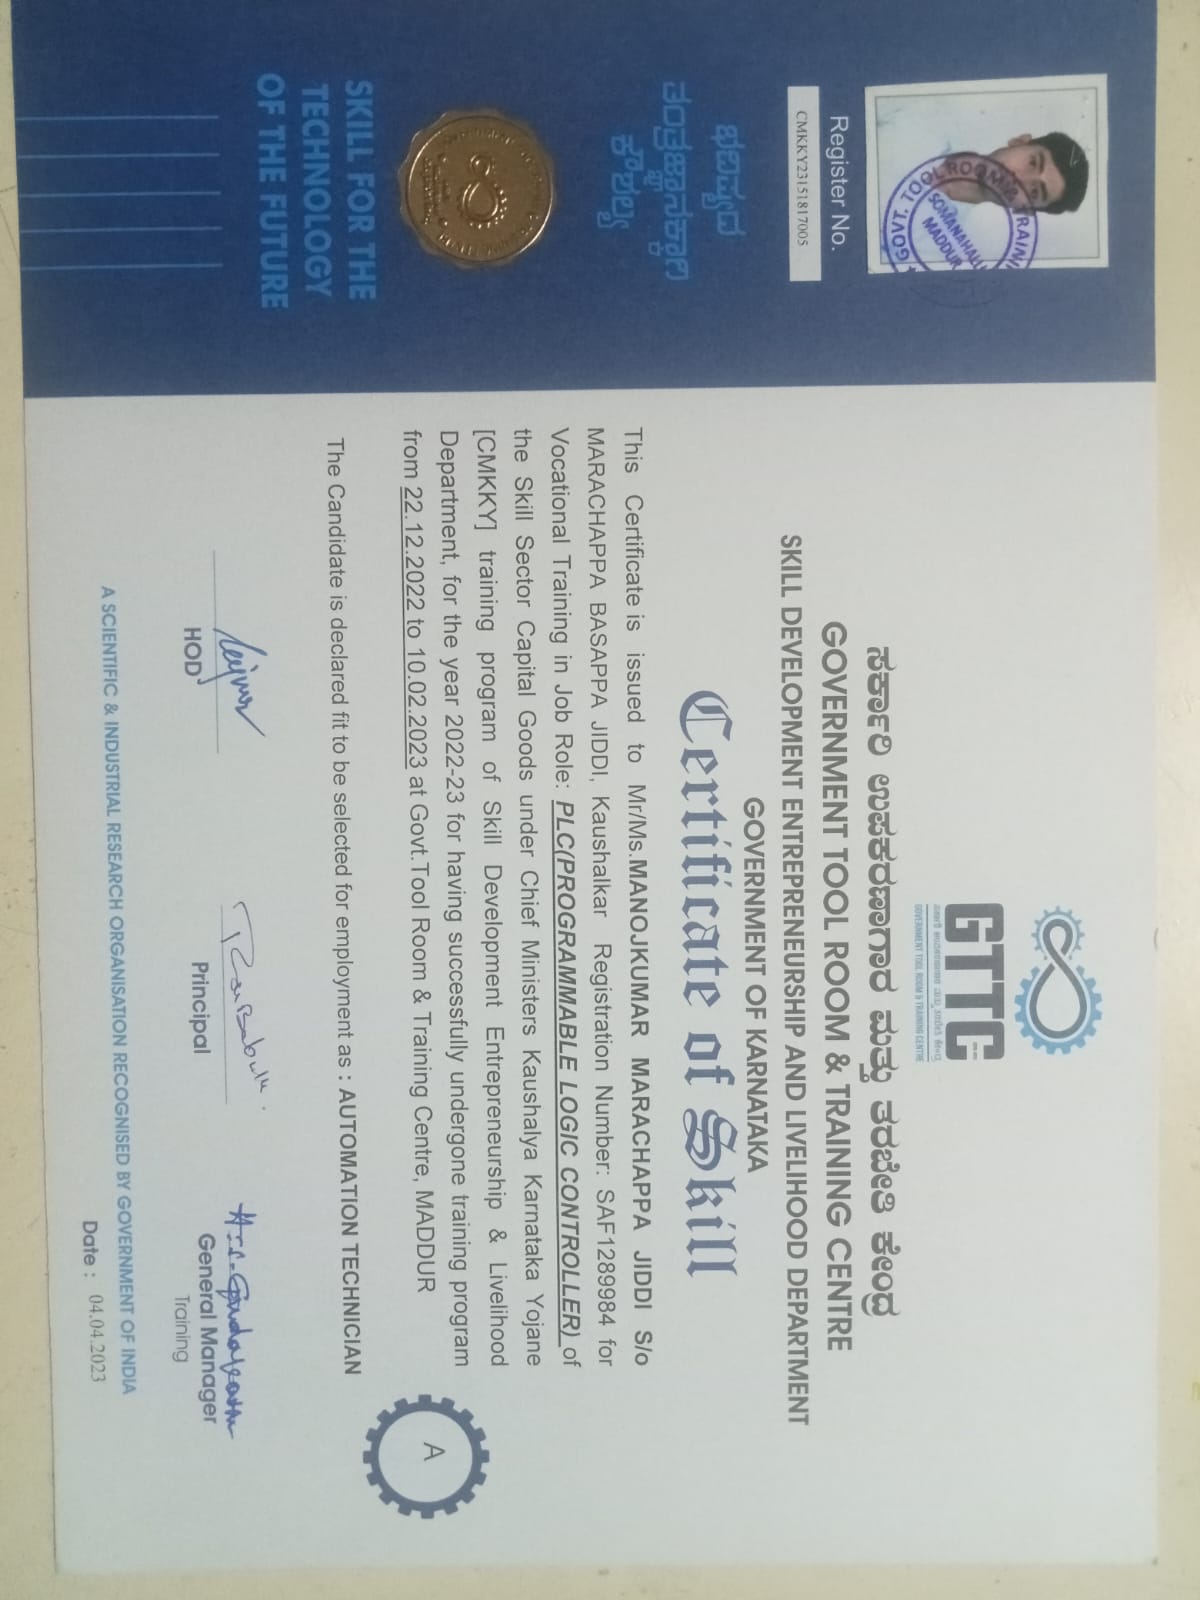 GOVT. TOOL ROOM & TRAINI
SOMANAHALLI
MADDUR
Register No.
CMKKY23151817005
ಭವಿಷ್ಯದ
ತಂತ್ರಜ್ಞಾನಕ್ಕಾಗಿ
ಕೌಶಲ್ಯ
SKILL FOR THE
TECHNOLOGY
OF THE FUTURE
GTTC
ಸರ್ಕಾರಿ ಉಪಕರಣಾಗಾರ ಮತ್ತು ತರಬೇತಿ ಕೇಂದ್ರ
GOVERNMENT TOOL ROOM & TRAINING CENTRE
ಸರ್ಕಾರಿ ಉಪಕರಣಾಗಾರ ಮತ್ತು ತರಬೇತಿ ಕೇಂದ್ರ
GOVERNMENT TOOL ROOM & TRAINING CENTRE
SKILL DEVELOPMENT ENTREPRENEURSHIP AND LIVELIHOOD DEPARTMENT
GOVERNMENT OF KARNATAKA
Certificate of Skill
This Certificate is issued to Mr/Ms.MANOJKUMAR MARACHAPPA JIDDI S/o
MARACHAPPA BASAPPA JIDDI, Kaushalkar Registration Number: SAF1289984 for
Vocational Training in Job Role: PLC(PROGRAMMABLE LOGIC CONTROLLER) of
the Skill Sector Capital Goods under Chief Ministers Kaushalya Karnataka Yojane
[CMKKY] training program of Skill Development Entrepreneurship & Livelihood
Department, for the year 2022-23 for having successfully undergone training program
from 22.12.2022 to 10.02.2023 at Govt.Tool Room & Training Centre, MADDUR
A
The Candidate is declared fit to be selected for employment as : AUTOMATION TECHNICIAN
HOD
Principal
General Manager
Training
A SCIENTIFIC & INDUSTRIAL RESEARCH ORGANISATION RECOGNISED BY GOVERNMENT OF INDIA
Date : 04.04.2023